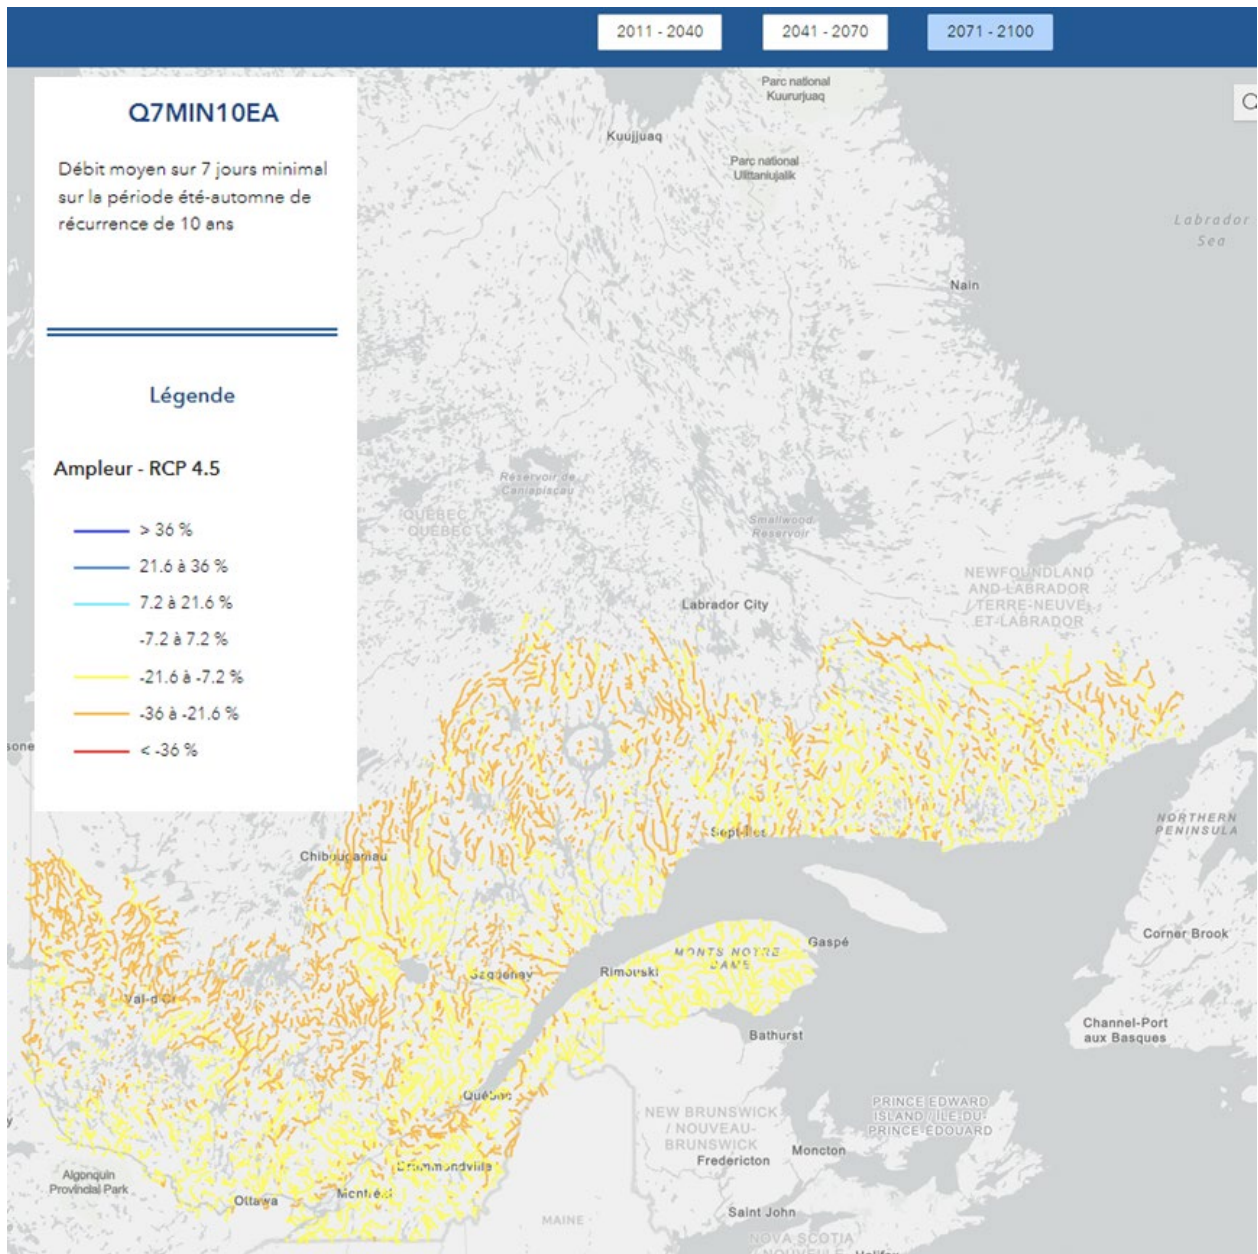 2011 - 2040
2041 - 2070
2071 - 2100
Q7MIN10EA
Débit moyen sur 7 jours minimal
sur la période été-automne de
récurrence de 10 ans
Légende
Ampleur - RCP 4.5
> 36 %
21.6 à 36 %
7.2 à 21.6 %
-7.2 à 7.2 %
-21.6 à -7.2 %
-36 à -21.6 %
< -36 %
Parc national
Kuururjuaq
Kuujjuaq
Parc national
Ulittaniujalik
Labrador
Sea
Nain
Réservoir de
Caniapiscau
QUÉBEC /
QUÉBEC
Smallwood
Reservoir
NEWFOUNDLAND
AND LABRADOR
/ TERRE-NEUVE-
ET-LABRADOR
Labrador City
sonee
NORTHERN
PENINSULA
Sept-Îles
Chibougamau
Corner Brook
Gaspé
MONTS NOTRE
DAME
Saguenay
Rimouski
Val-d'Or
Channel-Port
aux Basques
Bathurst
Québec
PRINCE EDWARD
ISLAND / ÎLE-DU-
PRINCE-ÉDOUARD
NEW BRUNSWICK
/ NOUVEAU-
BRUNSWICK
Moncton
Fredericton
Drummondville
Algonquin
Provincial Park
Ottawa
Montréal
Saint John
MAINE
NOVA SCOTIA
/ NOUVELLE-
Halifax